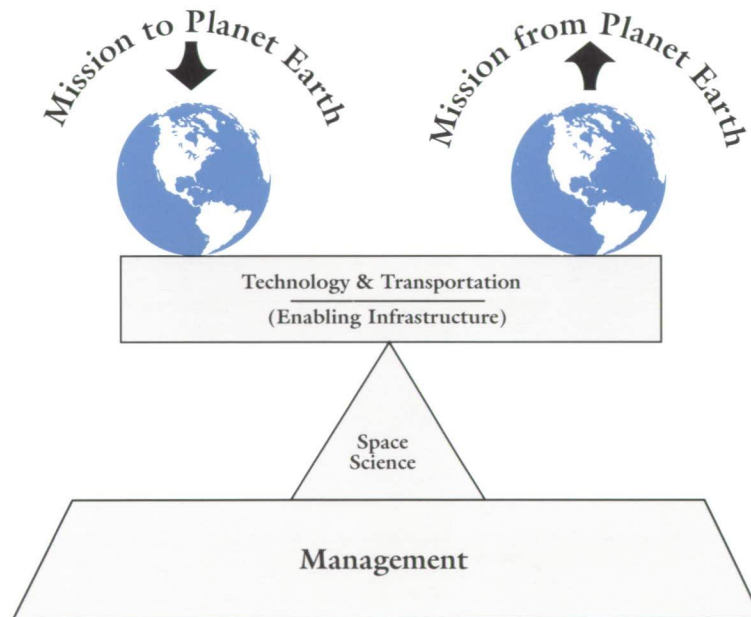 Mission to Planet Earth
Mission from Planet Earth
Technology & Transportation
(Enabling Infrastructure)
Space
Science
Management